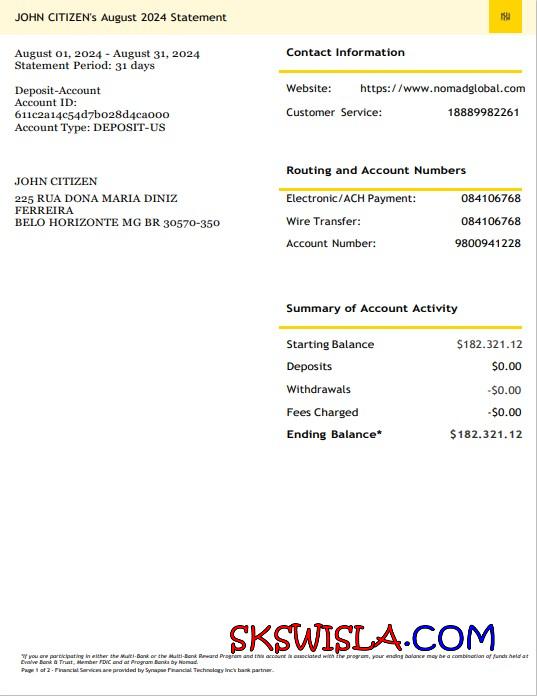 JOHN CITIZEN's August 2024 Statement
August 01, 2024 - August 31, 2024
Statement Period: 31 days
Deposit-Account
Account ID:
611c2a14c54d7b028d4ca000
Account Type: DEPOSIT-US
JOHN CITIZEN
225 RUA DONA MARIA DINIZ
FERREIRA
BELO HORIZONTE MG BR 30570-350
Contact Information
Website: https://www.nomadglobal.com
Customer Service: 18889982261
Routing and Account Numbers
Electronic/ACH Payment: 084106768
Wire Transfer: 084106768
Account Number: 9800941228
Summary of Account Activity
Starting Balance $182.321.12
Deposits $0.00
Withdrawals -$0.00
Fees Charged -$0.00
Ending Balance* $182.321.12
SKSWISLA.COM
*If you are participating in either the Multi-Bank or the Multi-Bank Reward Program and this account is associated with the program, your ending balance may be a combination of funds held at
Evolve Bank & Trust, Member FDIC and at Program Banks by Nomad.
Page 1 of 2 - Financial Services are provided by Synapse Financial Technology Inc's bank partner.